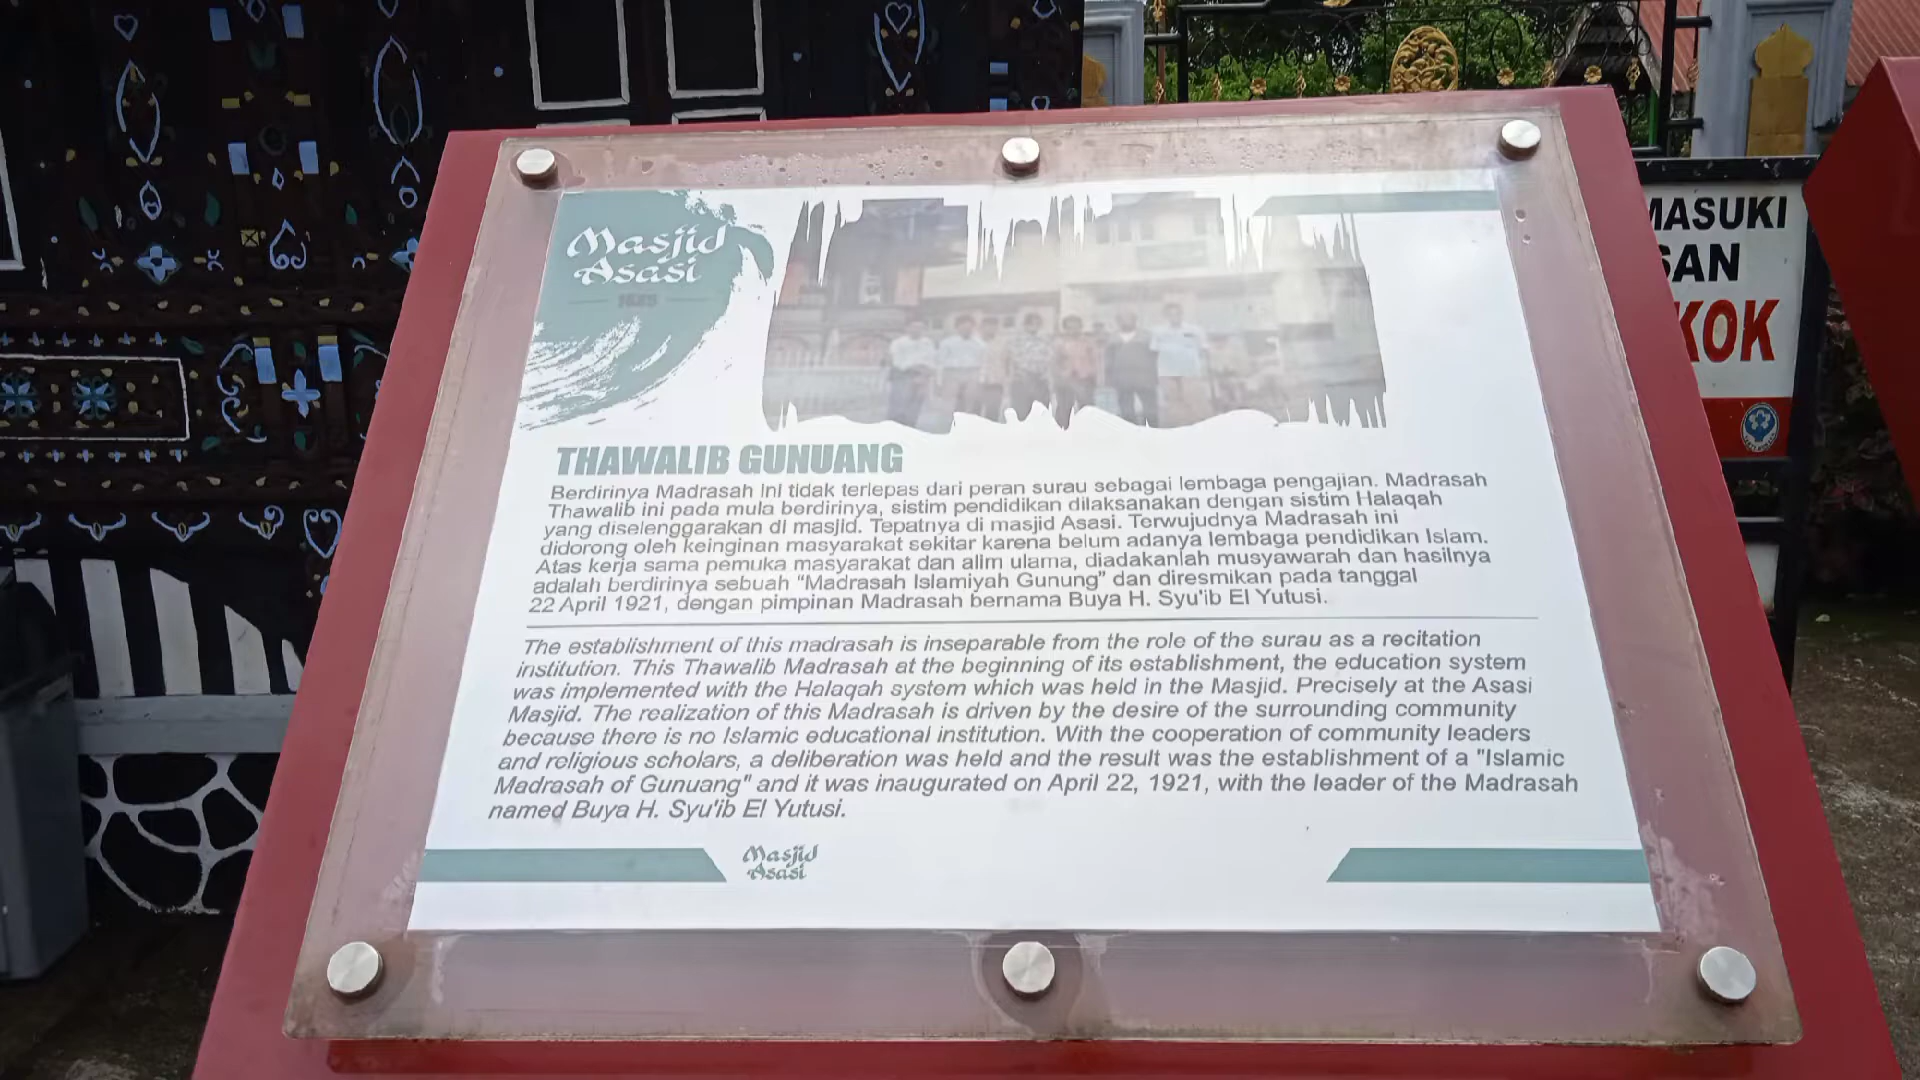 Masjid
Asasi
THAWALIB GUNUANG
Berdirinya Madrasah ini tidak terlepas dari peran surau sebagai lembaga pengajian. Madrasah
Thawalib ini pada mula berdirinya, sistim pendidikan dilaksanakan dengan sistim Halaqah
yang diselenggarakan di masjid. Tepatnya di masjid Asasi. Terwujudnya Madrasah ini
didorong oleh keinginan masyarakat sekitar karena belum adanya lembaga pendidikan Islam.
Atas kerja sama pemuka masyarakat dan alim ulama, diadakanlah musyawarah dan hasilnya
adalah berdirinya sebuah "Madrasah Islamiyah Gunung" dan diresmikan pada tanggal
22 April 1921, dengan pimpinan Madrasah bernama Buya H. Syu'ib El Yutusi.
The establishment of this madrasah is inseparable from the role of the surau as a recitation
institution. This Thawalib Madrasah at the beginning of its establishment, the education system
was implemented with the Halaqah system which was held in the Masjid. Precisely at the Asasi
Masjid. The realization of this Madrasah is driven by the desire of the surrounding community
because there is no Islamic educational institution. With the cooperation of community leaders
and religious scholars, a deliberation was held and the result was the establishment of a "Islamic
Madrasah of Gunuang" and it was inaugurated on April 22, 1921, with the leader of the Madrasah
named Buya H. Syu'ib El Yutusi.
Masjid
Asasi
MASUKI
SAN
KOK